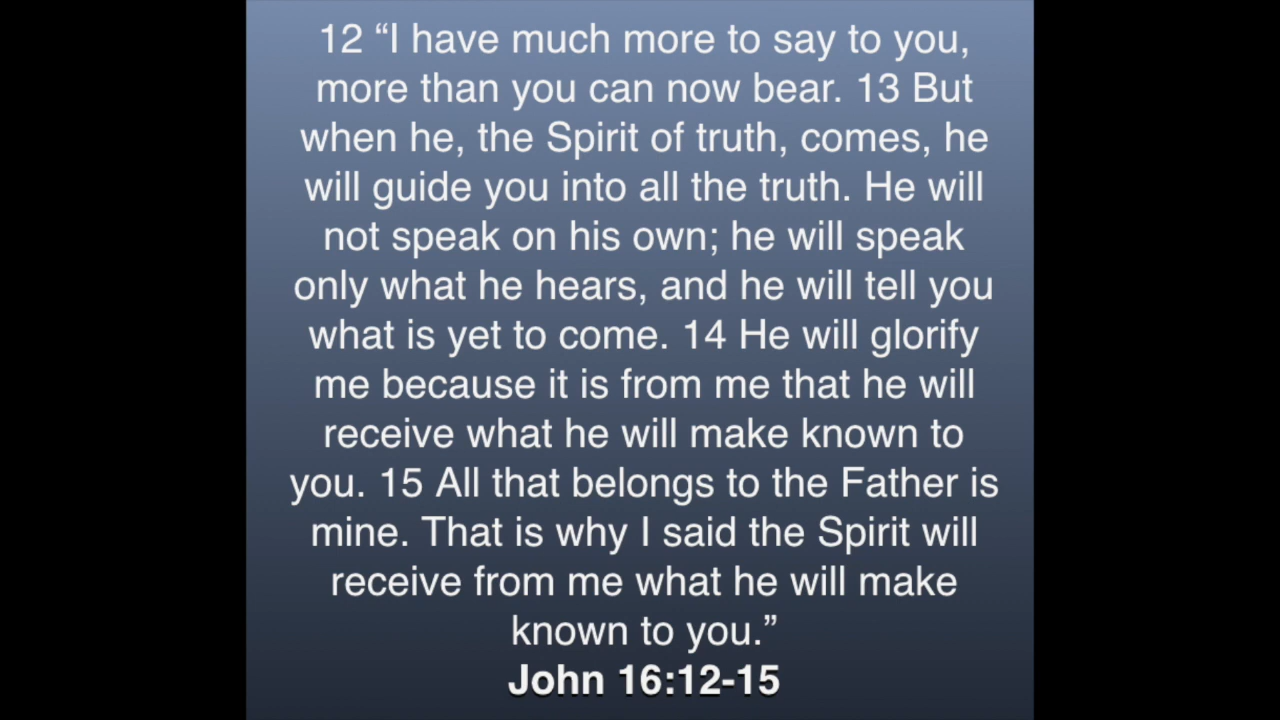 12 “I have much more to say to you,
more than you can now bear. 13 But
when he, the Spirit of truth, comes, he
will guide you into all the truth. He will
not speak on his own; he will speak
only what he hears, and he will tell you
what is yet to come. 14 He will glorify
me because it is from me that he will
receive what he will make known to
you. 15 All that belongs to the Father is
mine. That is why I said the Spirit will
receive from me what he will make
known to you.”
John 16:12-15